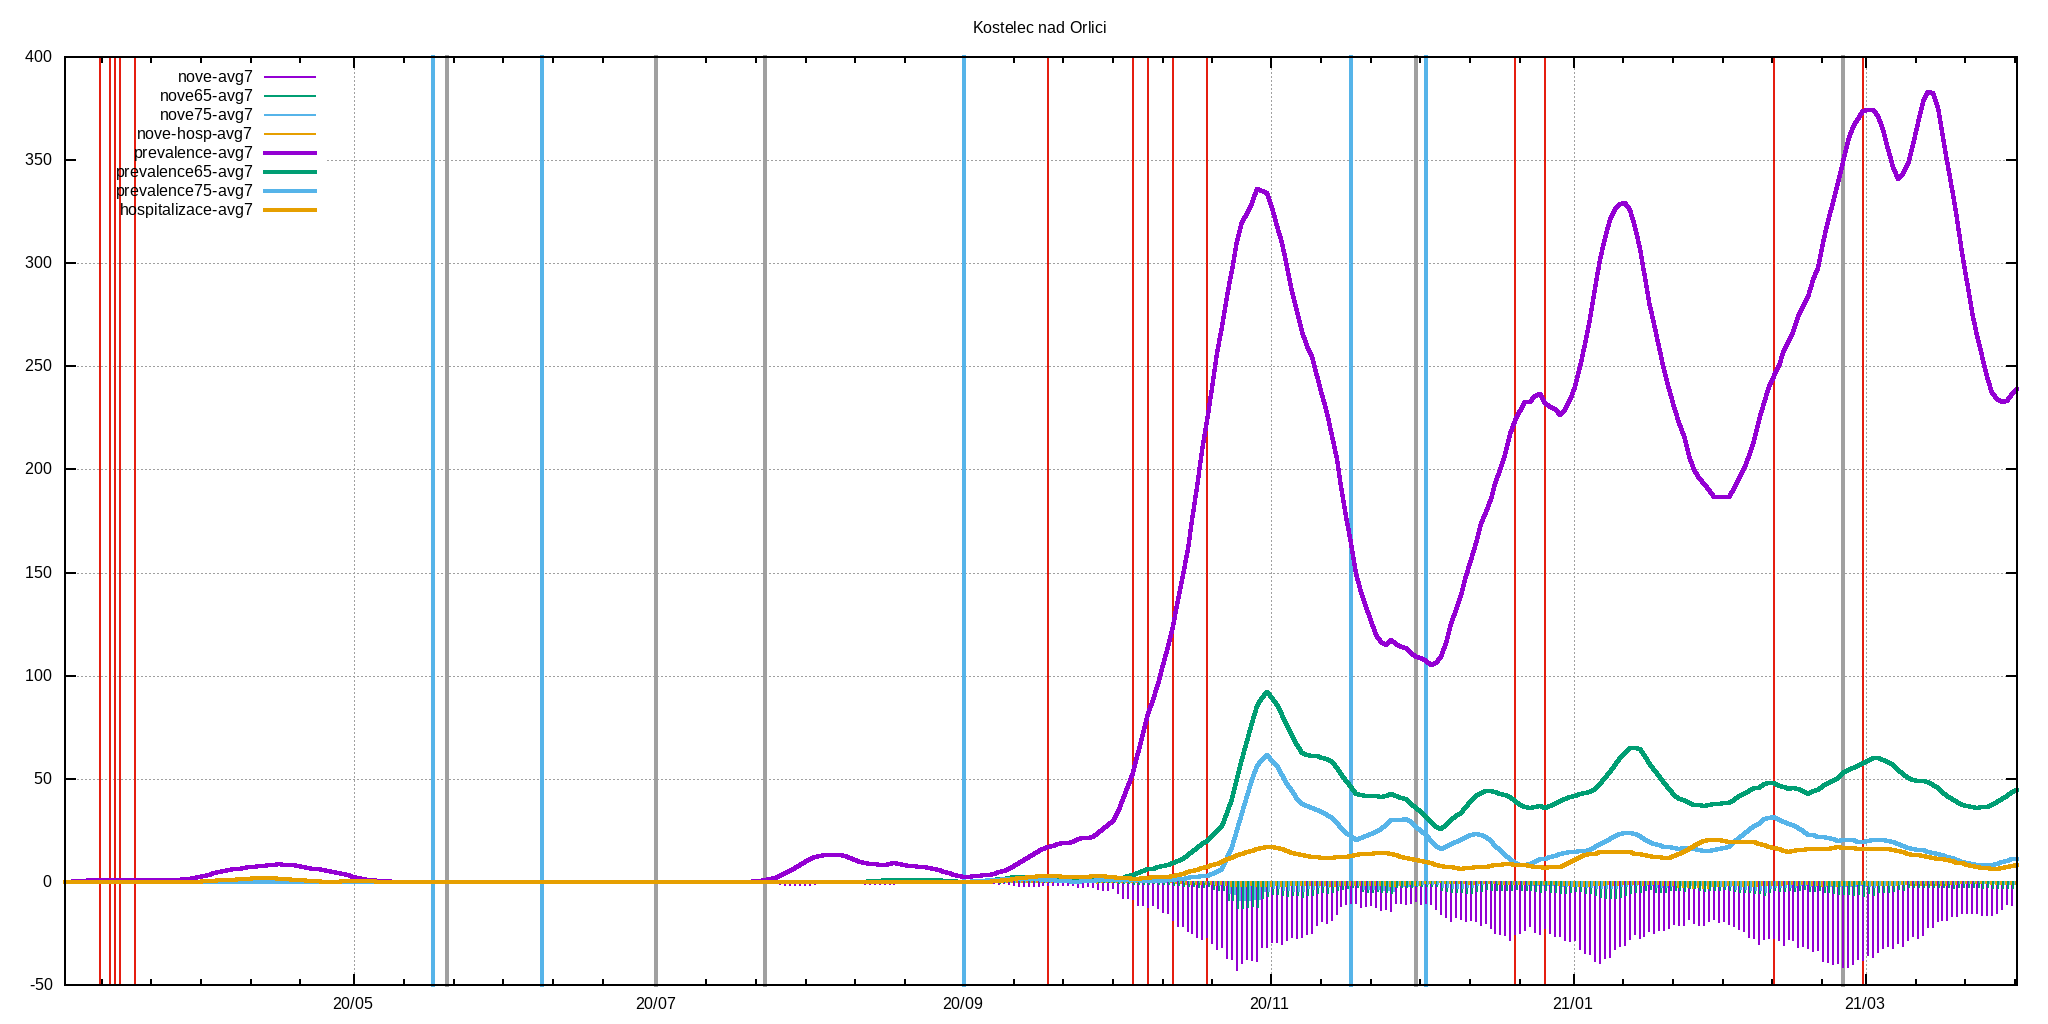 Kostelec nad Orlici
400
350
300
250
200
150
100
50
0
-50
nove-avg7
nove65-avg7
nove75-avg7
nove-hosp-avg7
prevalence-avg7
prevalence65-avg7
prevalence75-avg7
hospitalizace-avg7
20/05 20/07 20/09 20/11 21/01 21/03